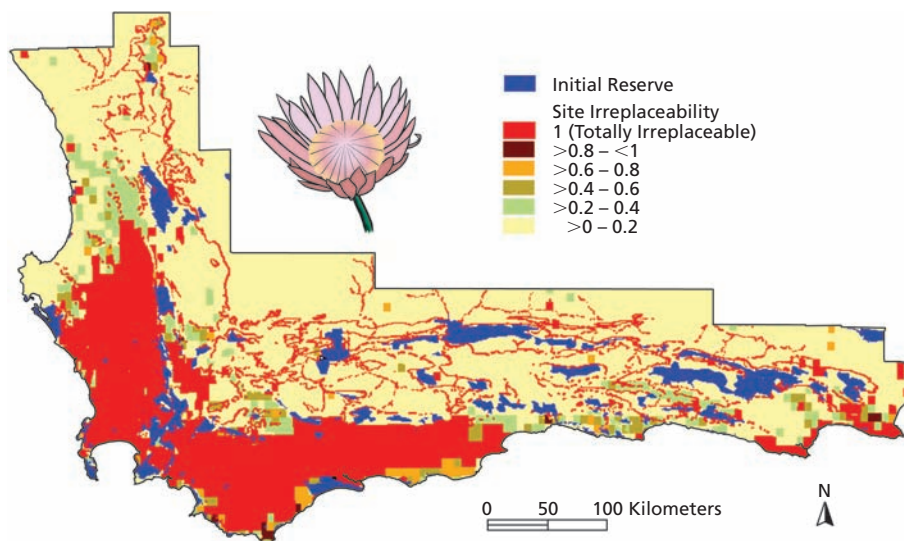 Initial Reserve
Site Irreplaceability
1 (Totally Irreplaceable)
>0.8 – <1
>0.6 – 0.8
>0.4 – 0.6
>0.2 – 0.4
>0 – 0.2
N
0 50 100 Kilometers